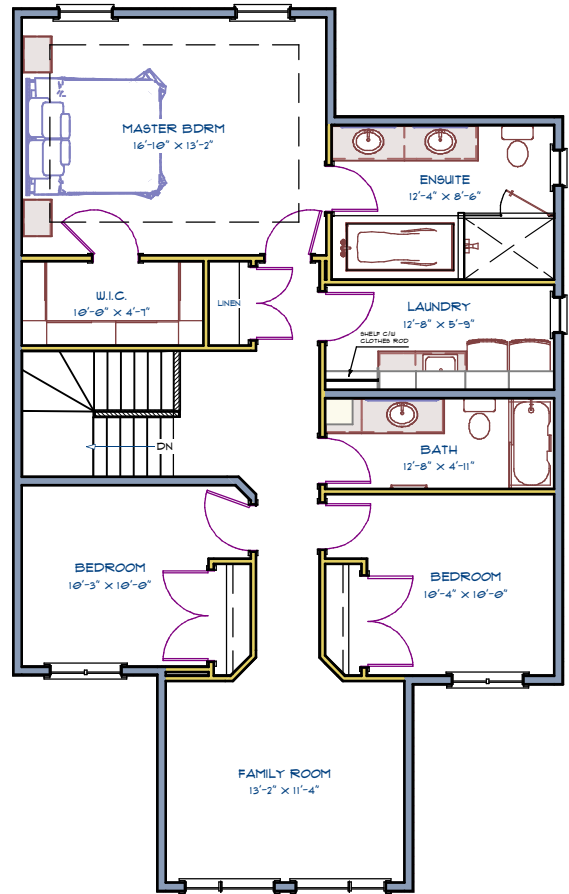 MASTER BDRM
16'-10" X 13'-2"
ENSUITE
12'-4" X 8'-6"
W.I.C.
10'-0" X 4'-7"
LINEN
LAUNDRY
12'-8" X 5'-9"
SHELF C/W
CLOTHES ROD
DN
BATH
12'-8" X 4'-11"
BEDROOM
10'-3" X 10'-0"
BEDROOM
10'-4" X 10'-0"
FAMILY ROOM
13'-2" X 11'-4"